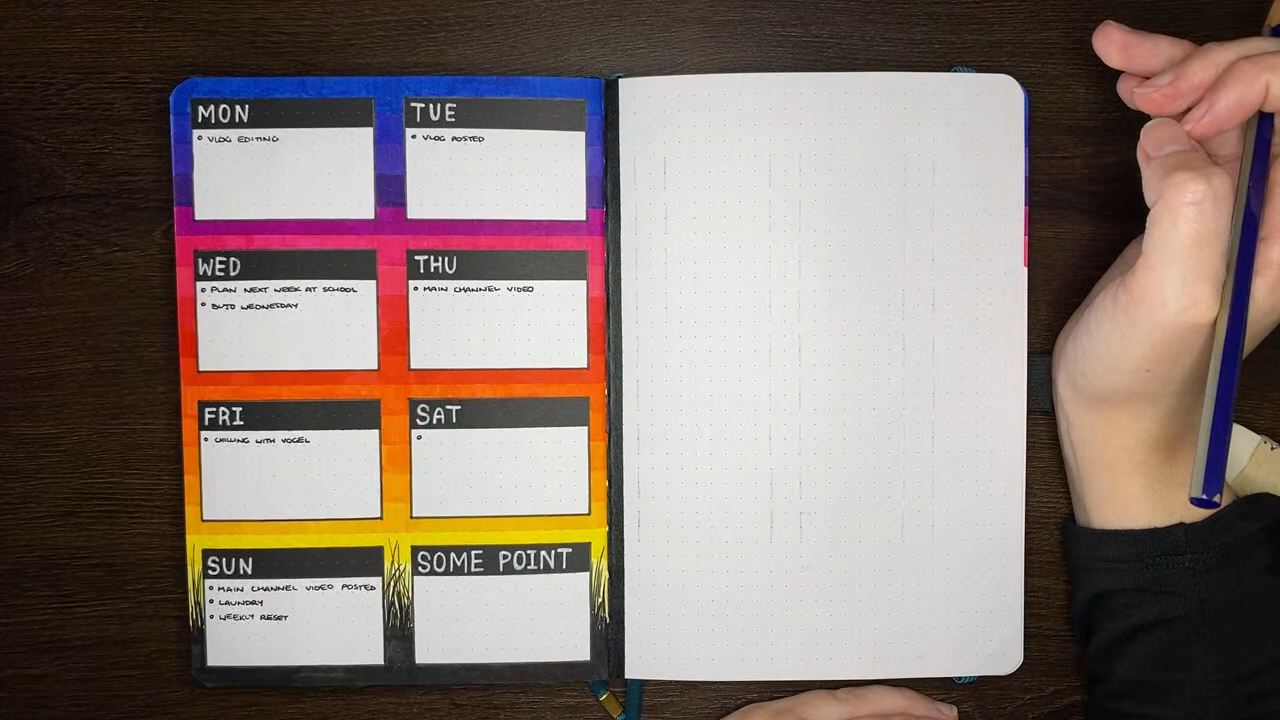 MON
VLOG EDITING
TUE
VLOG POSTED
WED
PLAN NEXT WEEK AT SCHOOL
BUJO WEDNESDAY
THU
MAIN CHANNEL VIDEO
FRI
CHILLING WITH VOGEL
SAT
SUN
MAIN CHANNEL VIDEO POSTED
LAUNDRY
WEEKLY RESET
SOME POINT